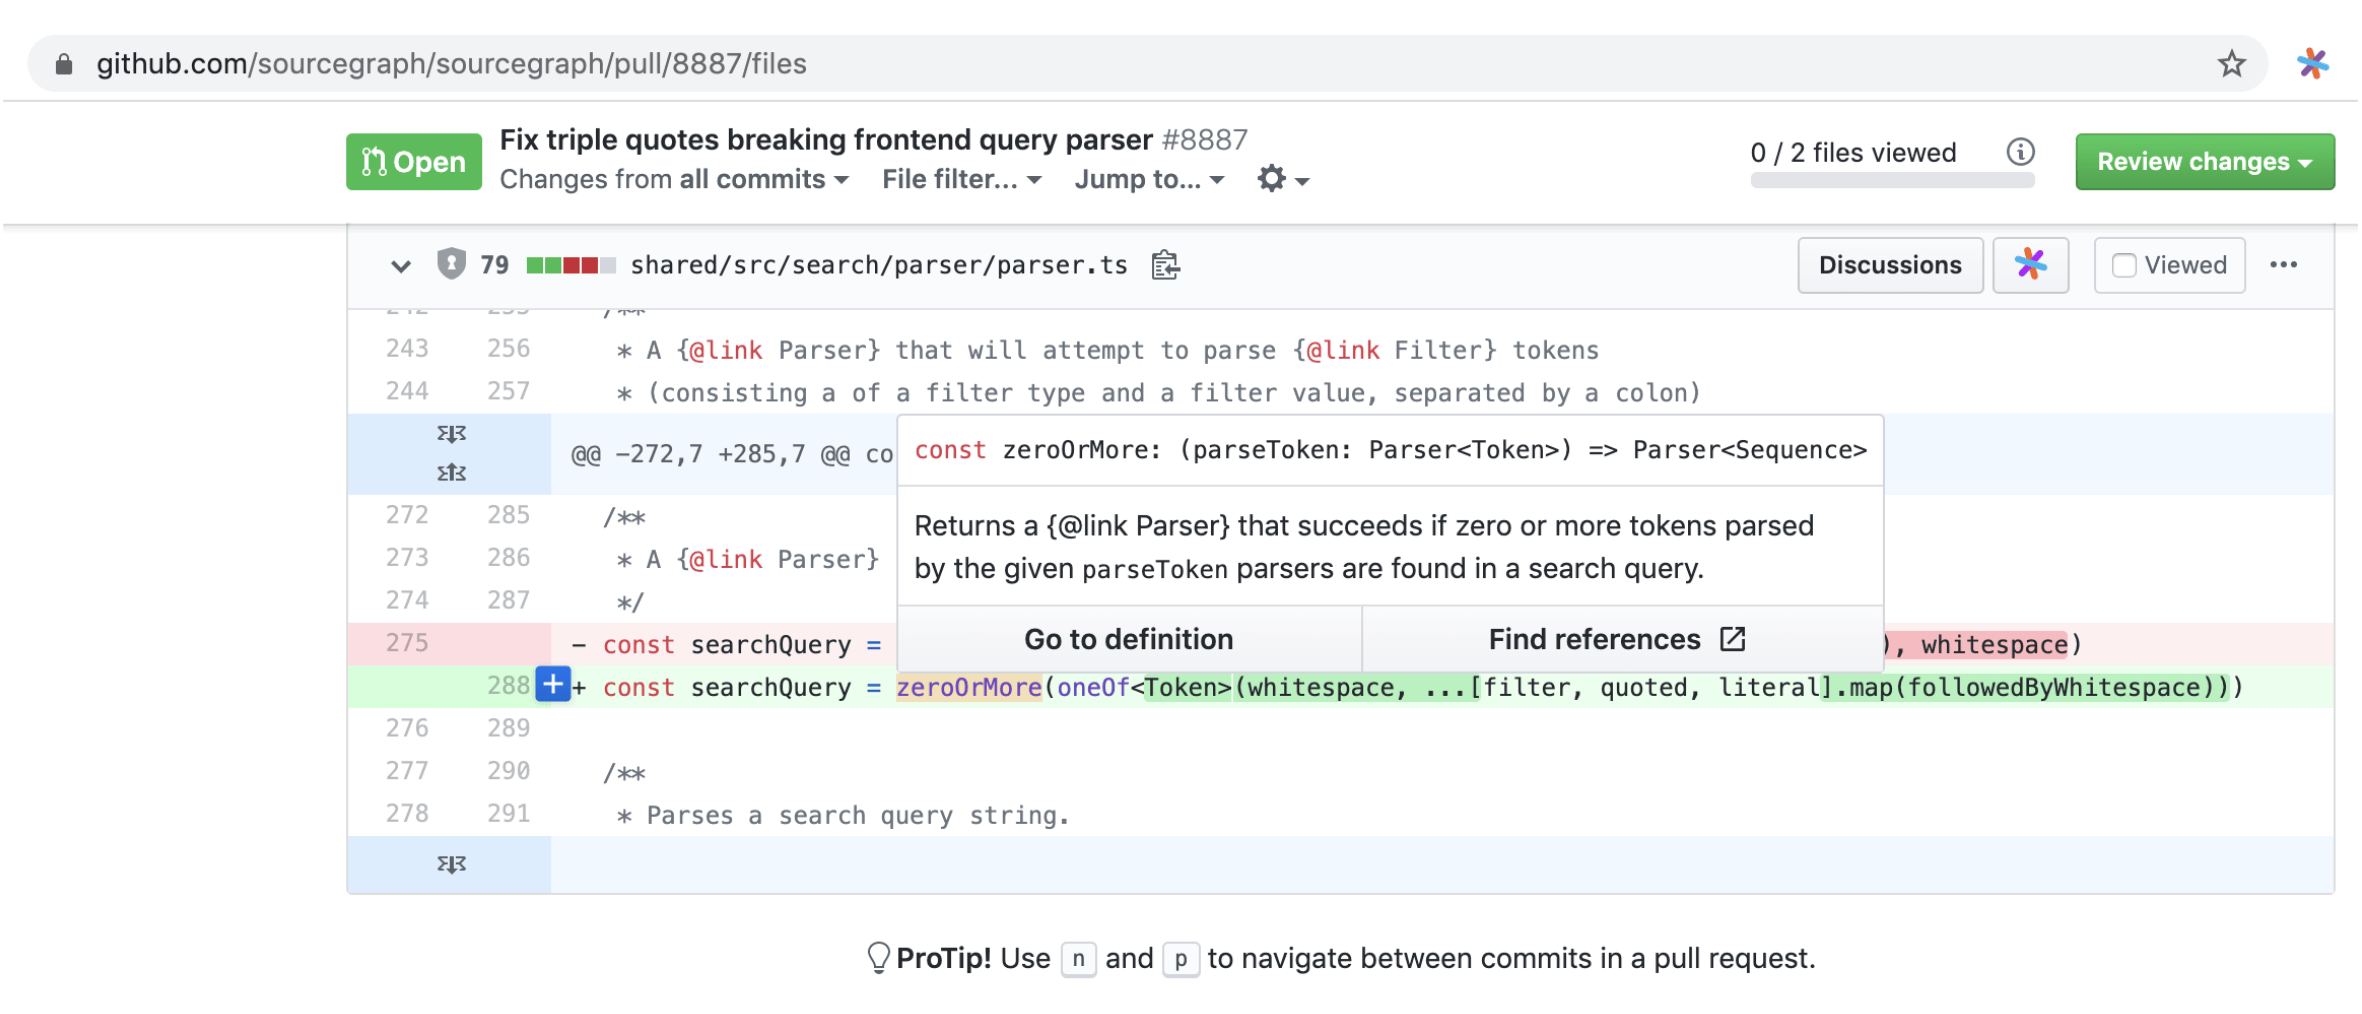 github.com/sourcegraph/sourcegraph/pull/8887/files
Open
Fix triple quotes breaking frontend query parser #8887
Changes from all commits File filter... Jump to...
0 / 2 files viewed
Review changes
79 shared/src/search/parser/parser.ts
Discussions
Viewed
243 256 * A {@link Parser} that will attempt to parse {@link Filter} tokens
244 257 * (consisting a of a filter type and a filter value, separated by a colon)
@@ -272,7 +285,7 @@ co
const zeroOrMore: (parseToken: Parser<Token>) => Parser<Sequence>
Returns a {@link Parser} that succeeds if zero or more tokens parsed
by the given parseToken parsers are found in a search query.
Go to definition
Find references
272 285 /**
273 286 * A {@link Parser}
274 287 */
275 - const searchQuery = ), whitespace)
288 + + const searchQuery = zeroOrMore(oneOf<Token>(whitespace, ...[filter, quoted, literal].map(followedByWhitespace)))
276 289
277 290 /**
278 291 * Parses a search query string.
ProTip! Use n and p to navigate between commits in a pull request.